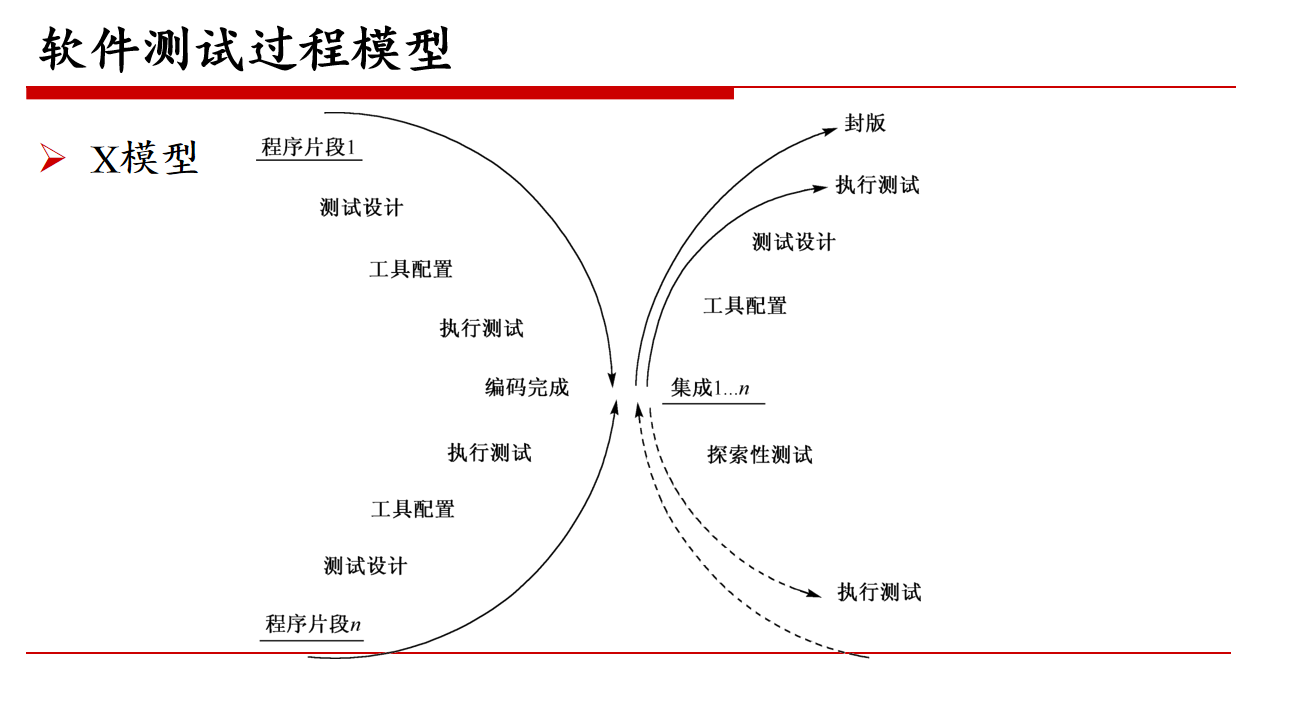 软件测试过程模型
X模型
程序片段1
测试设计
工具配置
执行测试
编码完成
执行测试
工具配置
测试设计
程序片段n
封版
执行测试
测试设计
工具配置
集成1...n
探索性测试
执行测试